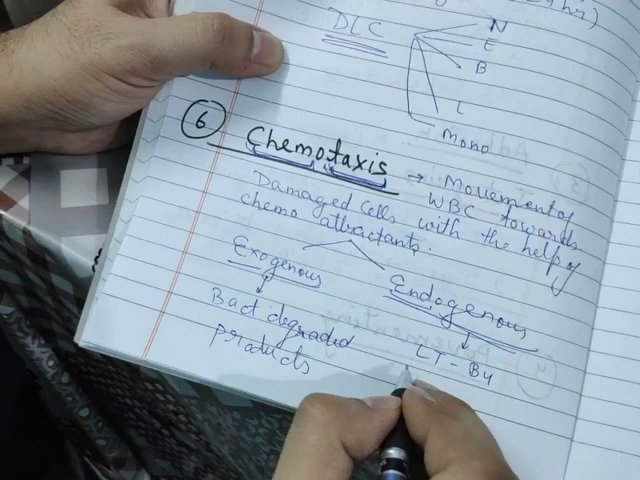 DLC
N
E
B
L
Mono
6
Chemotaxis → Movement of
WBC towards
Damaged Cells with the help of
chemo attractants.
Exogenous
Endogenous
Bact degraded
Products
LT - B4